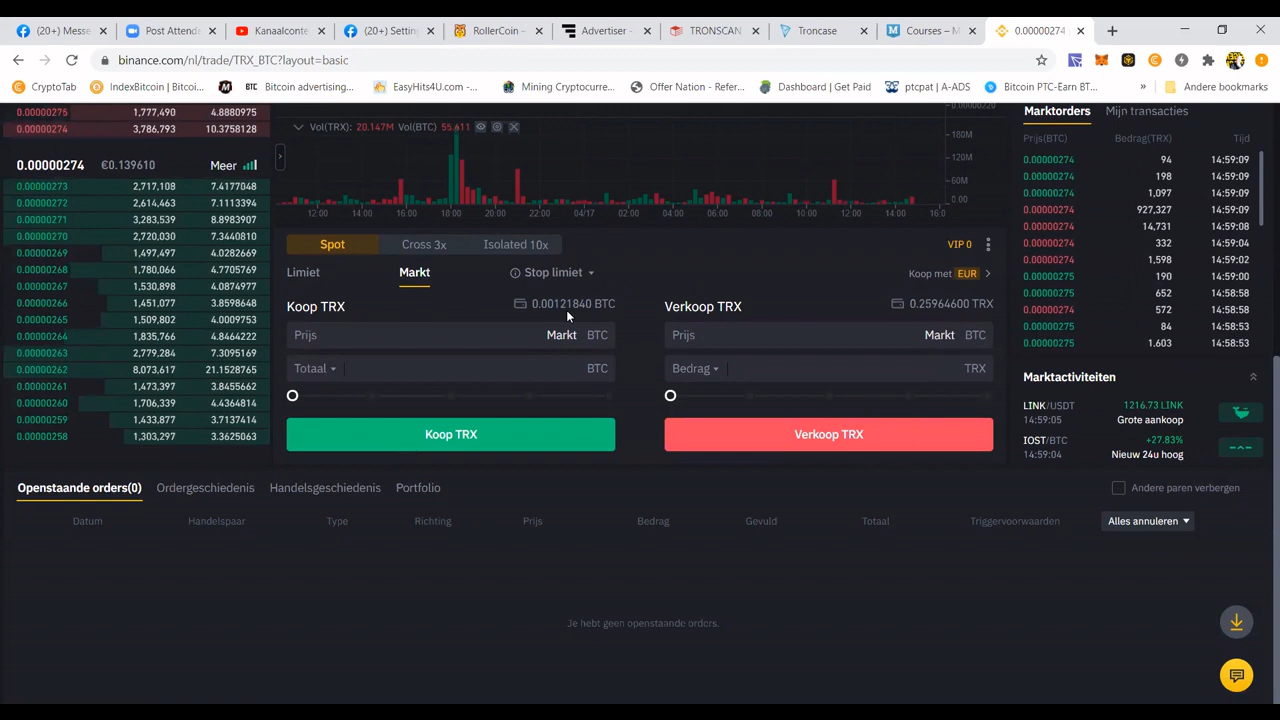 (20+) Messe
Post Attend
Kanaalconte
(20+) Settin
RollerCoin -
Advertiser -
TRONSCAN
Troncase
Courses – M
0.00000274
binance.com/nl/trade/TRX_BTC?layout=basic
CryptoTab
IndexBitcoin | Bitcoi...
Bitcoin advertising...
EasyHits4U.com -...
Mining Cryptocurre...
Offer Nation - Refer...
Dashboard | Get Paid
ptcpat | A-ADS
Bitcoin PTC-Earn BT...
»
Andere bookmarks
0.00000275 1,777,490 4.8880975
0.00000274 3,786,793 10.3758128
0.00000274 €0.139610 Meer
0.00000273 2,717,108 7.4177048
0.00000272 2,614,463 7.1113394
0.00000271 3,283,539 8.8983907
0.00000270 2,720,030 7.3440810
0.00000269 1,497,497 4.0282669
0.00000268 1,780,066 4.7705769
0.00000267 1,530,898 4.0874977
0.00000266 1,451,077 3.8598648
0.00000265 1,509,802 4.0009753
0.00000264 1,835,766 4.8464222
0.00000263 2,779,284 7.3095169
0.00000262 8,073,617 21.1528765
0.00000261 1,473,397 3.8455662
0.00000260 1,706,339 4.4364814
0.00000259 1,433,877 3.7137414
0.00000258 1,303,297 3.3625063
0.00000220
Vol(TRX): 20.147M Vol(BTC) 55.611
180M
120M
60M
0.00
12:00 14:00 16:00 18:00 20:00 22:00 04/17 02:00 04:00 06:00 08:00 10:00 12:00 14:00 16:0
Spot Cross 3x Isolated 10x
VIP 0
Limiet Markt Stop limiet
Koop met EUR
Koop TRX 0.00121840 BTC
Prijs Markt BTC
Totaal BTC
Koop TRX
Verkoop TRX 0.25964600 TRX
Prijs Markt BTC
Bedrag TRX
Verkoop TRX
Marktorders Mijn transacties
Prijs(BTC) Bedrag(TRX) Tijd
0.00000274 94 14:59:09
0.00000274 198 14:59:09
0.00000274 1,097 14:59:09
0.00000274 927,327 14:59:09
0.00000274 14,731 14:59:08
0.00000274 332 14:59:04
0.00000274 1,598 14:59:02
0.00000275 190 14:59:00
0.00000275 652 14:58:58
0.00000274 572 14:58:58
0.00000275 84 14:58:53
0.00000275 1.603 14:58:53
Marktactiviteiten
LINK/USDT 1216.73 LINK
14:59:05 Grote aankoop
IOST/BTC +27.83%
14:59:04 Nieuw 24u hoog
Openstaande orders(0) Ordergeschiedenis Handelsgeschiedenis Portfolio
Andere paren verbergen
Datum Handelspaar Type Richting Prijs Bedrag Gevuld Totaal Triggervoorwaarden Alles annuleren
Je hebt geen openstaande orders.